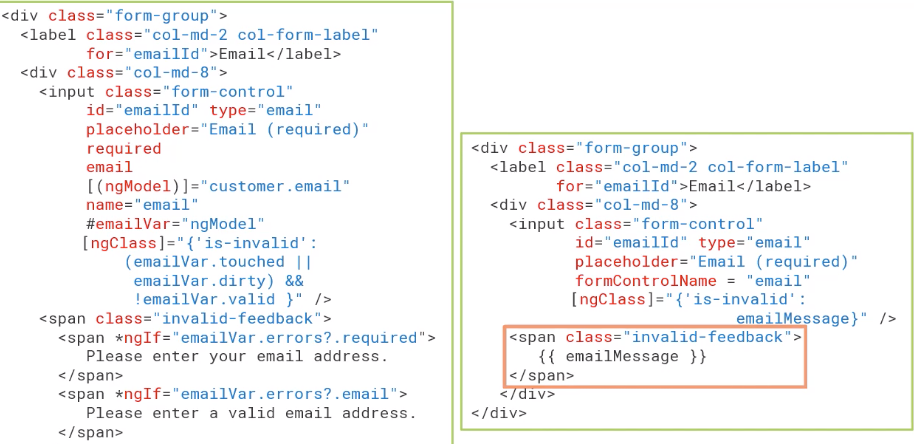 <div class="form-group">
<label class="col-md-2 col-form-label"
for="emailId">Email</label>
<div class="col-md-8">
<input class="form-control"
id="emailId" type="email"
placeholder="Email (required)"
required
email
[(ngModel)]="customer.email"
name="email"
#emailVar="ngModel"
[ngClass]="{'is-invalid':
(emailVar.touched ||
emailVar.dirty) &&
!emailVar.valid }" />
<span class="invalid-feedback">
<span *ngIf="emailVar.errors?.required">
Please enter your email address.
</span>
<span *ngIf="emailVar.errors?.email">
Please enter a valid email address.
</span>
<div class="form-group">
<label class="col-md-2 col-form-label"
for="emailId">Email</label>
<div class="col-md-8">
<input class="form-control"
id="emailId" type="email"
placeholder="Email (required)"
formControlName = "email"
[ngClass]="{'is-invalid':
emailMessage}" />
<span class="invalid-feedback">
{{ emailMessage }}
</span>
</div>
</div>